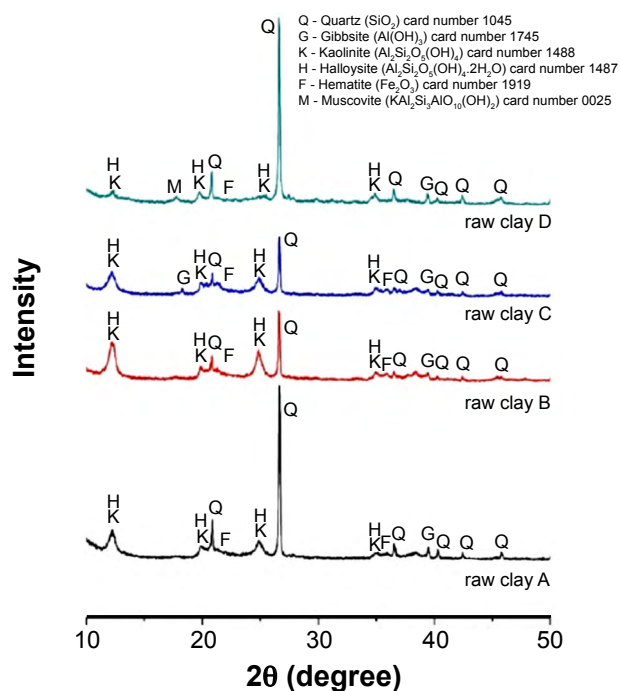 Q - Quartz (SiO₂) card number 1045
G - Gibbsite (Al(OH)₃) card number 1745
K - Kaolinite (Al₂Si₂O₅(OH)₄) card number 1488
H - Halloysite (Al₂Si₂O₅(OH)₄.2H₂O) card number 1487
F - Hematite (Fe₂O₃) card number 1919
M - Muscovite (KAl₂Si₃AlO₁₀(OH)₂) card number 0025
Q
H H Q H H
K M K F K K Q G Q Q Q
raw clay D
Q
H H Q H H
K G K F K K F Q G Q Q Q
raw clay C
Q
H H Q H H
K K F K K F Q G Q Q Q
raw clay B
Q
H H Q H H
K K F K K F Q G Q Q Q
raw clay A
Intensity
10 20 30 40 50
2θ (degree)